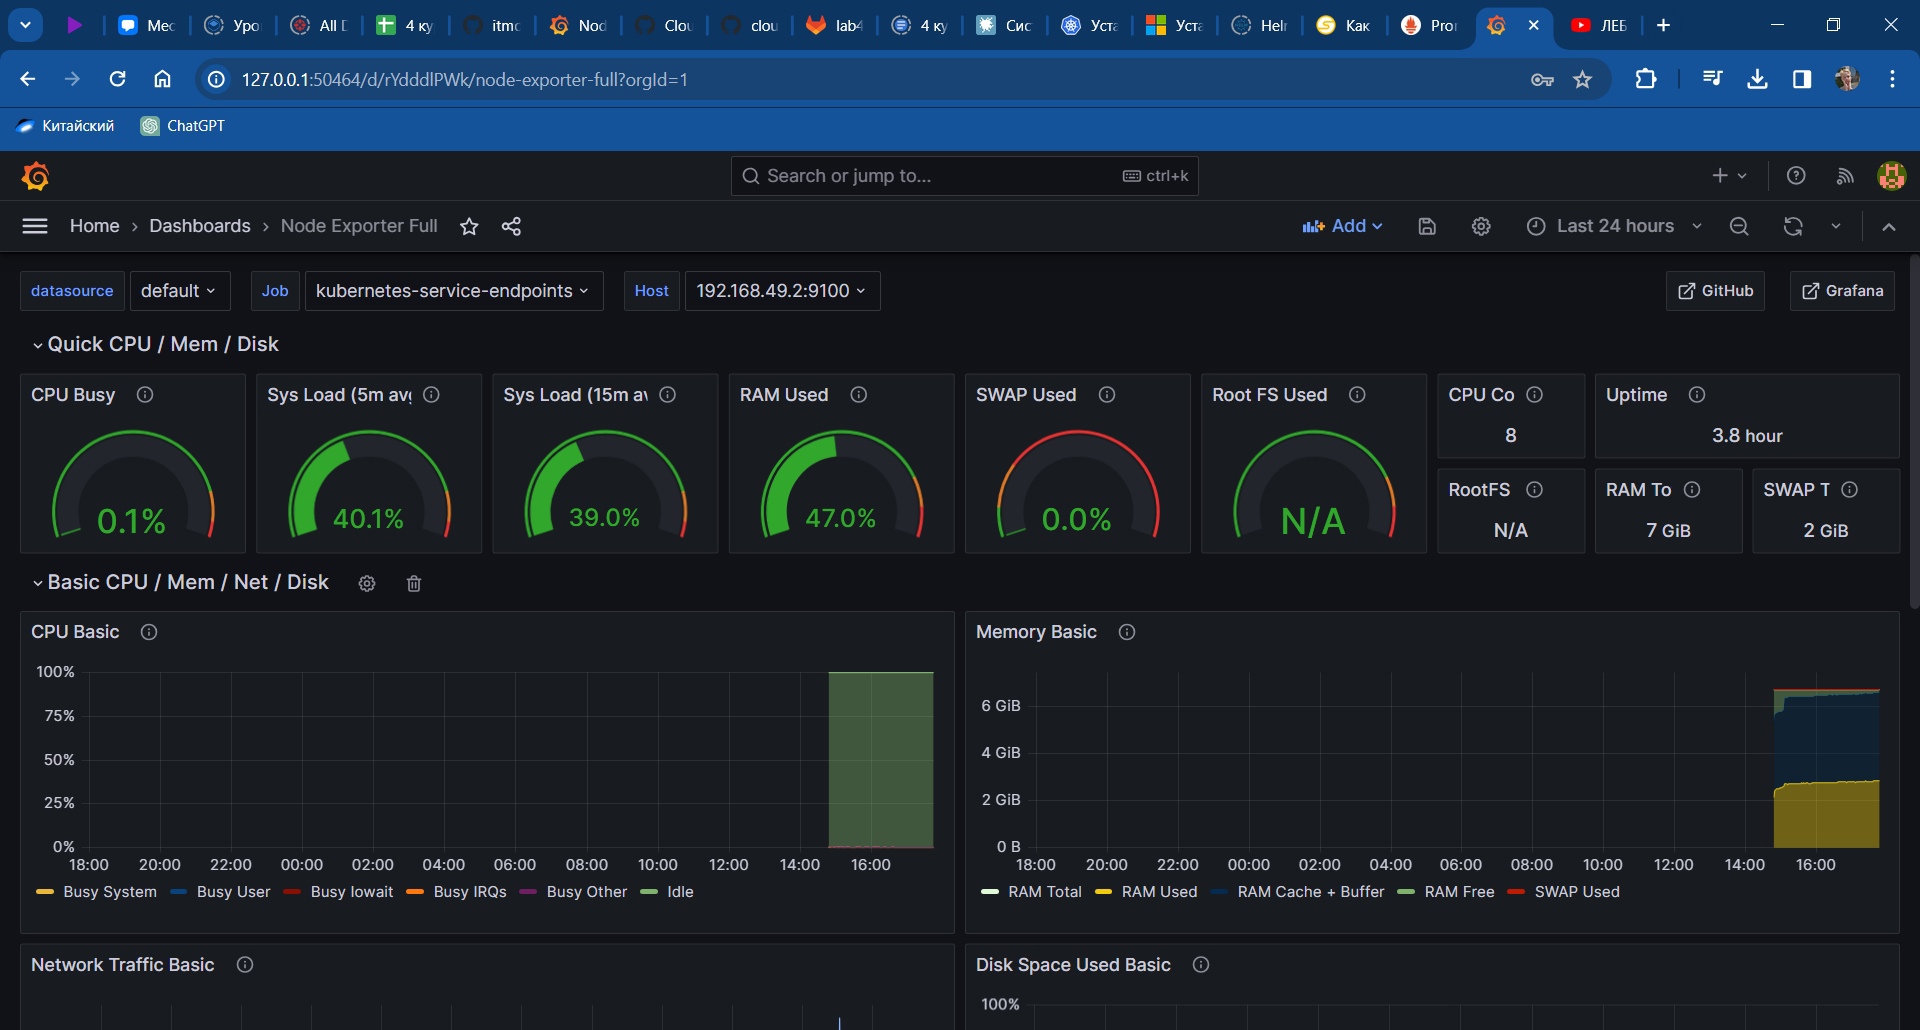 Мес
Уро
All D
4 ку
itmo
Nod
Clou
clou
lab4
4 ку
Сис
Уста
Уста
Helm
Как
Pro
ЛЕБ
127.0.0.1:50464/d/rYdddlPWk/node-exporter-full?orgId=1
Китайский
ChatGPT
Search or jump to...
ctrl+k
Home › Dashboards › Node Exporter Full
Add
Last 24 hours
datasource default
Job kubernetes-service-endpoints
Host 192.168.49.2:9100
GitHub
Grafana
Quick CPU / Mem / Disk
CPU Busy
0.1%
Sys Load (5m avg
40.1%
Sys Load (15m av
39.0%
RAM Used
47.0%
SWAP Used
0.0%
Root FS Used
N/A
CPU Co
8
Uptime
3.8 hour
RootFS
N/A
RAM To
7 GiB
SWAP T
2 GiB
Basic CPU / Mem / Net / Disk
CPU Basic
100%
75%
50%
25%
0%
18:00 20:00 22:00 00:00 02:00 04:00 06:00 08:00 10:00 12:00 14:00 16:00
Busy System Busy User Busy Iowait Busy IRQs Busy Other Idle
Memory Basic
6 GiB
4 GiB
2 GiB
0 B
18:00 20:00 22:00 00:00 02:00 04:00 06:00 08:00 10:00 12:00 14:00 16:00
RAM Total RAM Used RAM Cache + Buffer RAM Free SWAP Used
Network Traffic Basic
Disk Space Used Basic
100%